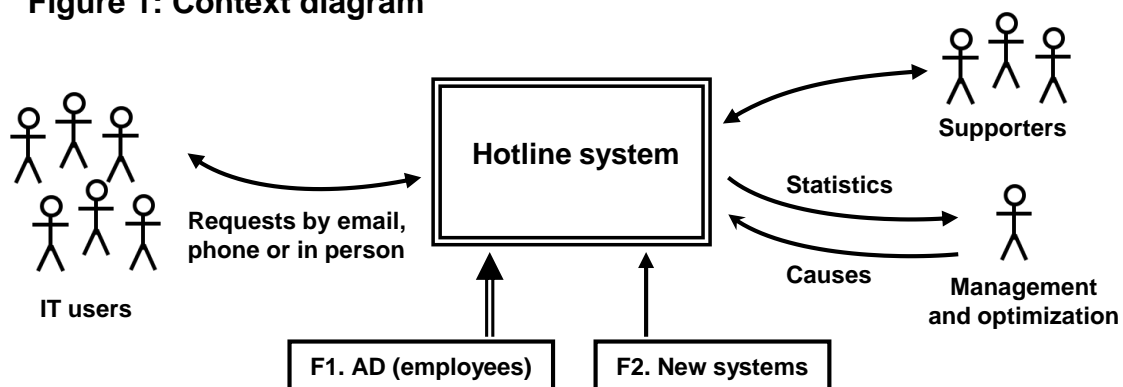 Figure 1: Context diagram
Hotline system
Supporters
Statistics
Requests by email,
phone or in person
Causes
IT users
Management
and optimization
F1. AD (employees)
F2. New systems